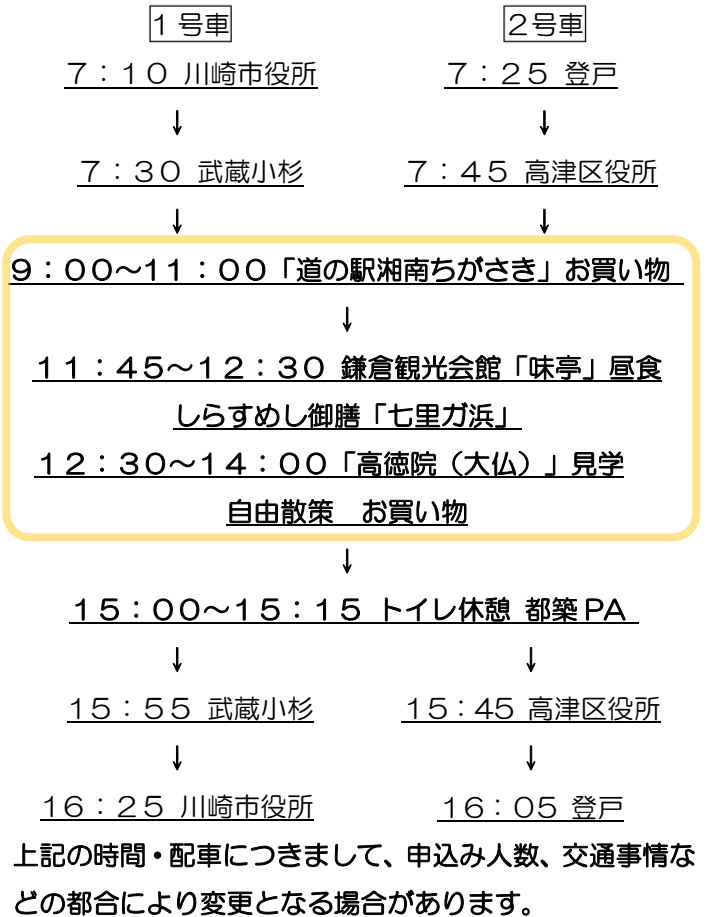 １号車　２号車
７：１０ 川崎市役所　７：２５ 登戸
↓　↓
７：３０ 武蔵小杉　７：４５ 高津区役所
↓　↓
９：００～１１：００「道の駅湘南ちがさき」お買い物
↓
１１：４５～１２：３０ 鎌倉観光会館「味亭」昼食
しらすめし御膳「七里ガ浜」
１２：３０～１４：００「高徳院（大仏）」見学
自由散策　お買い物
↓
１５：００～１５：１５ トイレ休憩 都築PA
↓　↓
１５：５５ 武蔵小杉　１５：４５ 高津区役所
↓　↓
１６：２５ 川崎市役所　１６：０５ 登戸
上記の時間・配車につきまして、申込み人数、交通事情な
どの都合により変更となる場合があります。